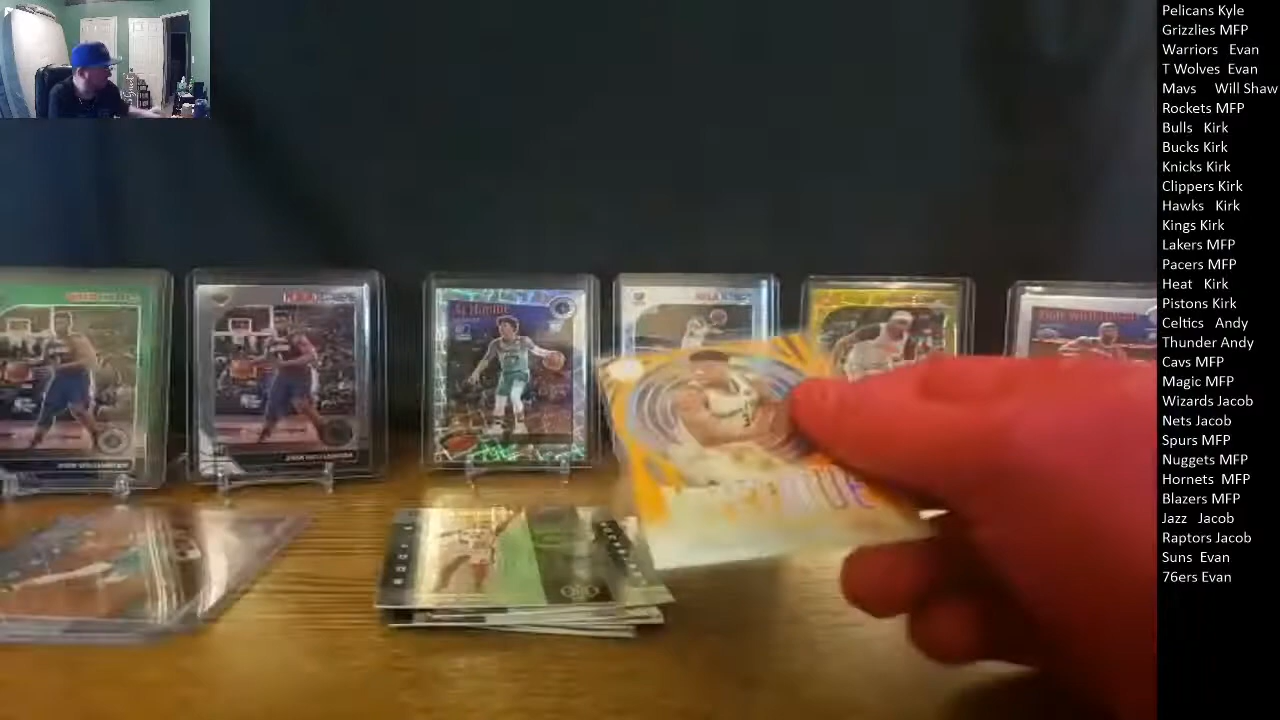 Pelicans Kyle
Grizzlies MFP
Warriors Evan
T Wolves Evan
Mavs Will Shaw
Rockets MFP
Bulls Kirk
Bucks Kirk
Knicks Kirk
Clippers Kirk
Hawks Kirk
Kings Kirk
Lakers MFP
Pacers MFP
Heat Kirk
Pistons Kirk
Celtics Andy
Thunder Andy
Cavs MFP
Magic MFP
Wizards Jacob
Nets Jacob
Spurs MFP
Nuggets MFP
Hornets MFP
Blazers MFP
Jazz Jacob
Raptors Jacob
Suns Evan
76ers Evan